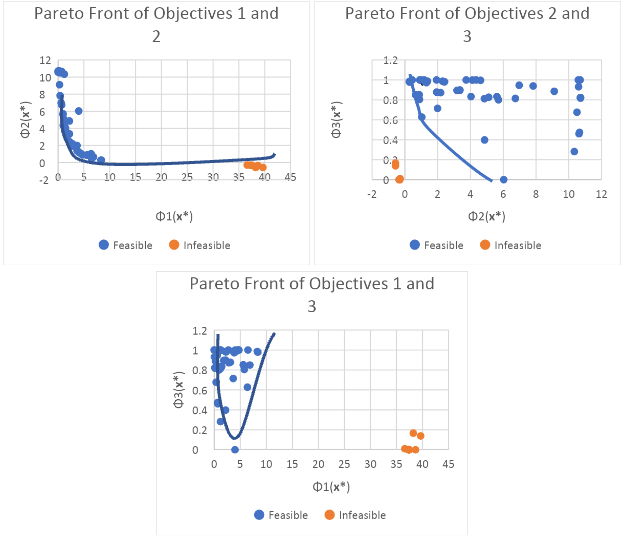 Pareto Front of Objectives 1 and
2
12
10
8
6
4
2
0
-2
0 5 10 15 20 25 30 35 40 45
Φ2(x*)
Φ1(x*)
Feasible Infeasible
Pareto Front of Objectives 2 and
3
1.2
1
0.8
0.6
0.4
0.2
0
-2 0 2 4 6 8 10 12
Φ3(x*)
Φ2(x*)
Feasible Infeasible
Pareto Front of Objectives 1 and
3
1.2
1
0.8
0.6
0.4
0.2
0
0 5 10 15 20 25 30 35 40 45
Φ3(x*)
Φ1(x*)
Feasible Infeasible